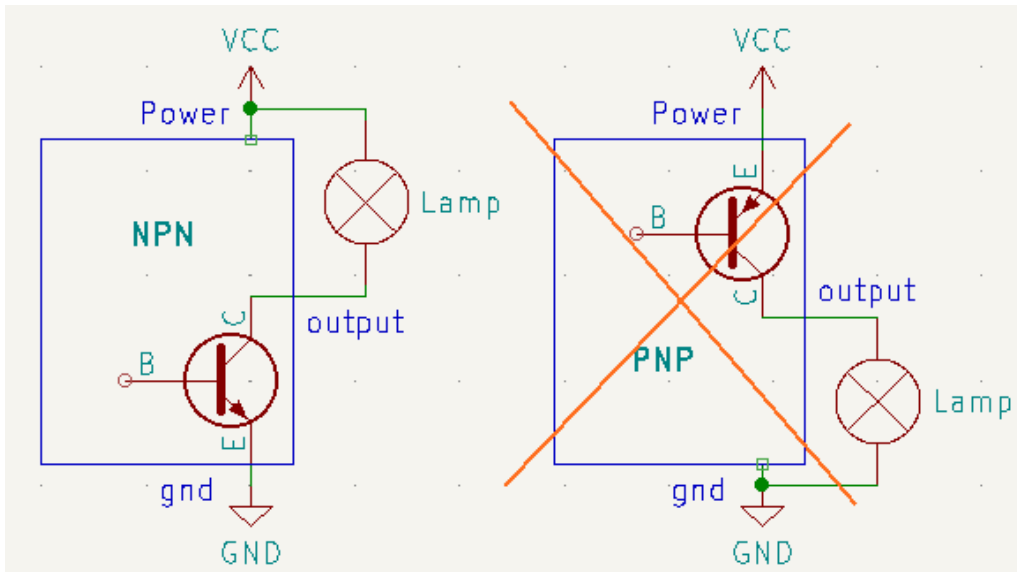 VCC
Power
NPN
Lamp
output
C
B
E
gnd
GND
VCC
Power
E
B
C
output
PNP
Lamp
gnd
GND